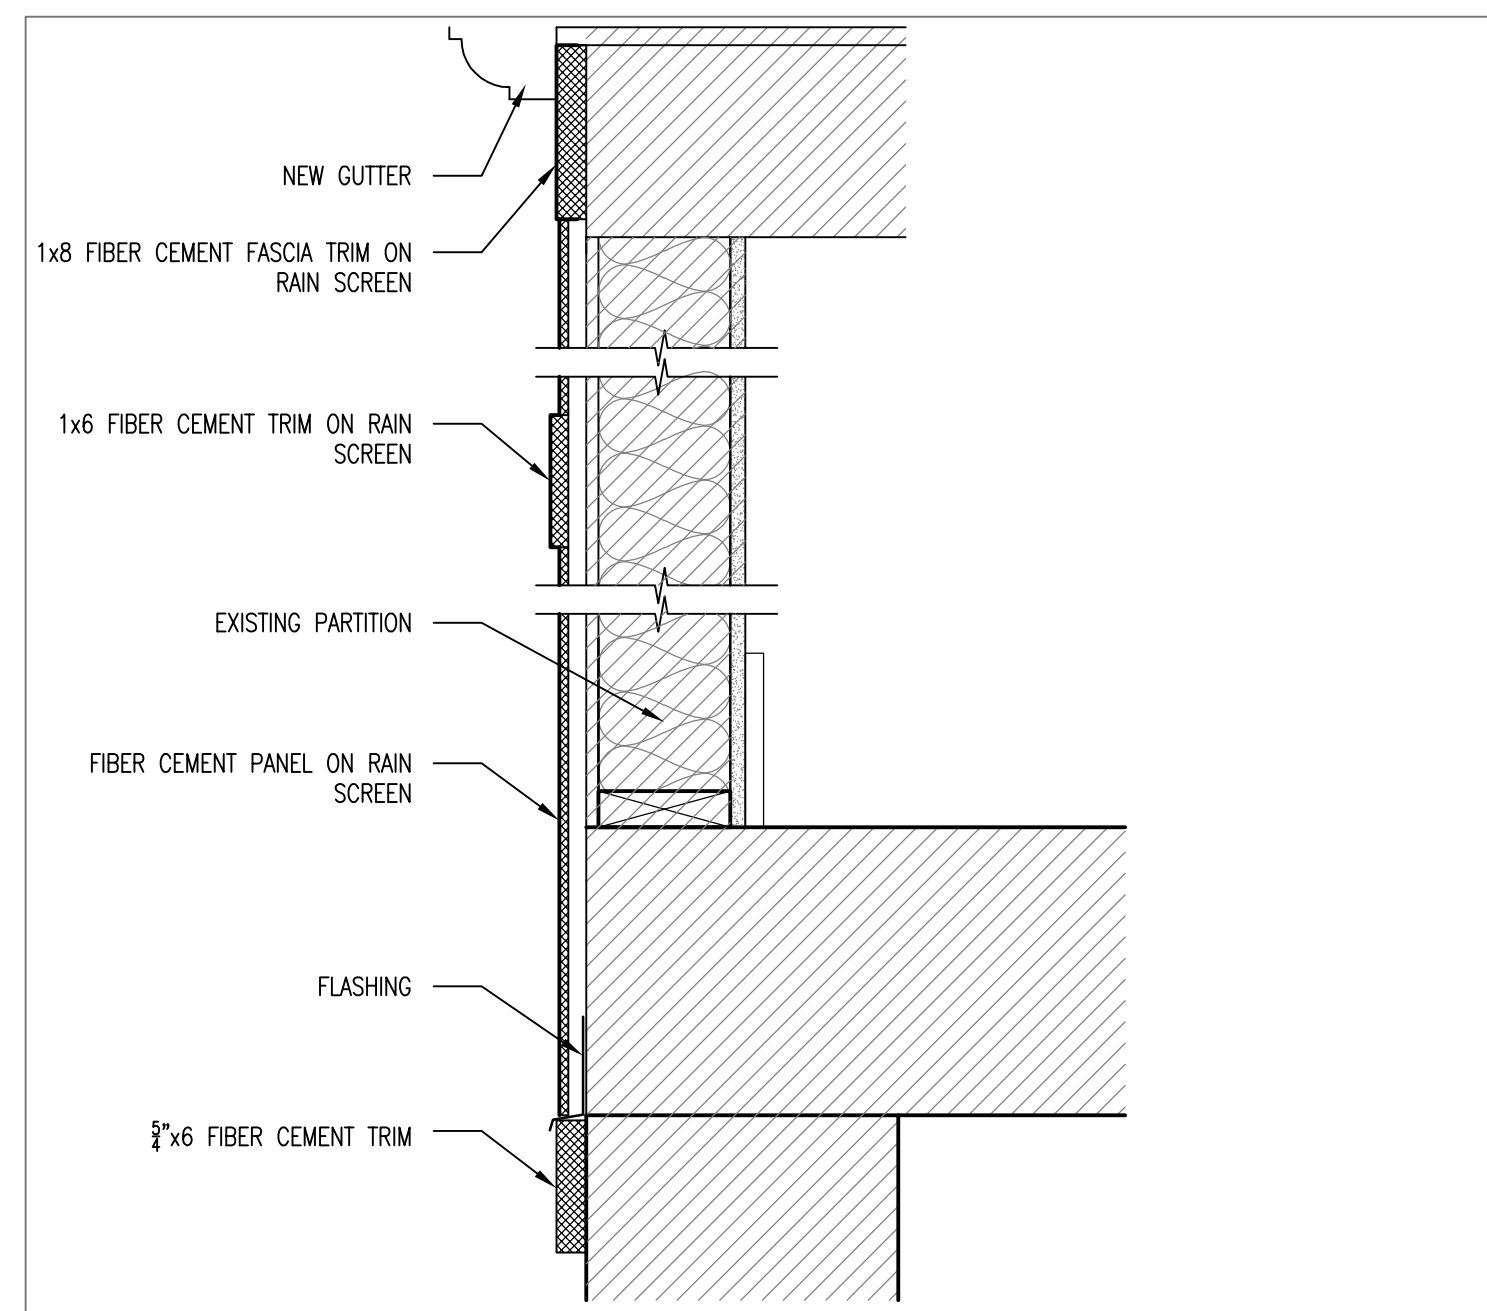 NEW GUTTER
1x8 FIBER CEMENT FASCIA TRIM ON
RAIN SCREEN
1x6 FIBER CEMENT TRIM ON RAIN
SCREEN
EXISTING PARTITION
FIBER CEMENT PANEL ON RAIN
SCREEN
FLASHING
5/4"x6 FIBER CEMENT TRIM